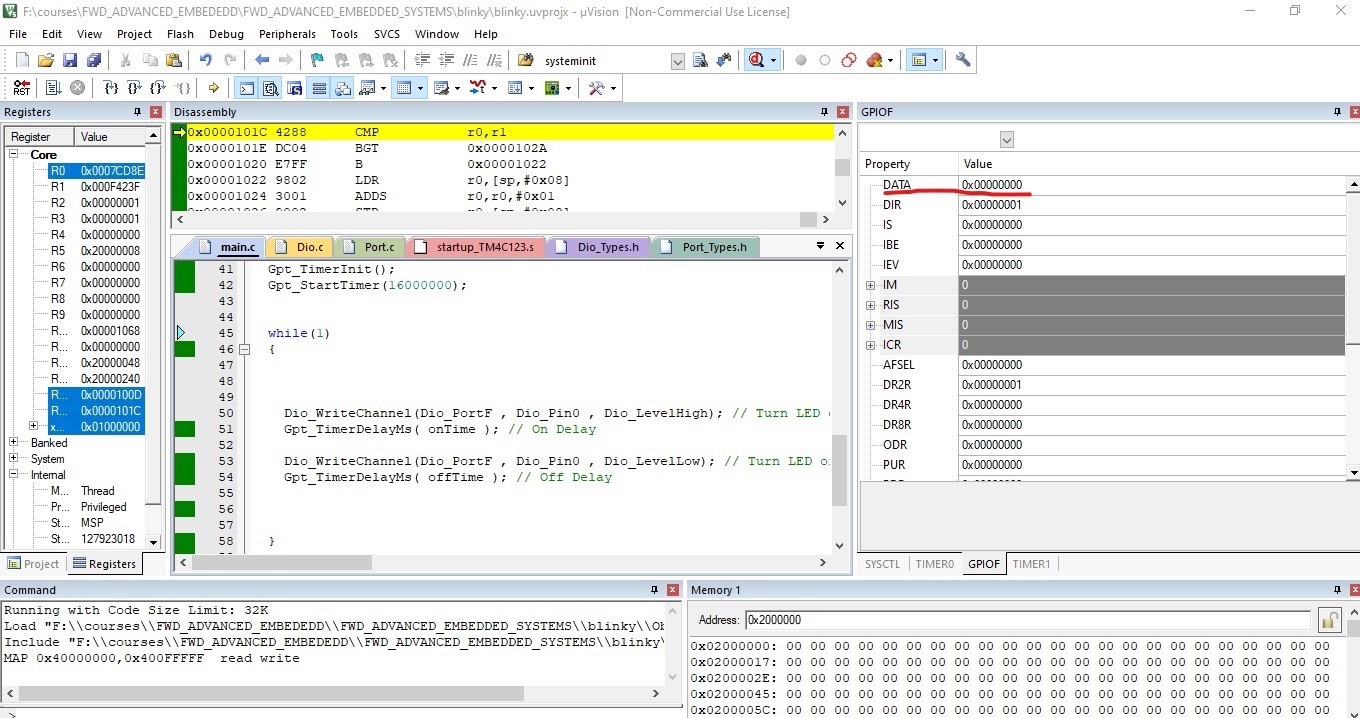 F:\courses\FWD_ADVANCED_EMBEDEDD\FWD_ADVANCED_EMBEDDED_SYSTEMS\blinky\blinky.uvprojx - µVision [Non-Commercial Use License]
File Edit View Project Flash Debug Peripherals Tools SVCS Window Help
systeminit
RST
Registers
Register Value
Core
R0 0x0007CD8E
R1 0x000F423F
R2 0x00000001
R3 0x00000001
R4 0x00000000
R5 0x20000008
R6 0x00000000
R7 0x00000000
R8 0x00000000
R9 0x00000000
R... 0x00001068
R... 0x00000000
R... 0x20000048
R... 0x20000240
R... 0x0000100D
R... 0x0000101C
x... 0x01000000
Banked
System
Internal
M... Thread
Pr... Privileged
St... MSP
St... 127923018
Project Registers
Disassembly
0x0000101C 4288 CMP r0,r1
0x0000101E DC04 BGT 0x0000102A
0x00001020 E7FF B 0x00001022
0x00001022 9802 LDR r0,[sp,#0x08]
0x00001024 3001 ADDS r0,r0,#0x01
main.c Dio.c Port.c startup_TM4C123.s Dio_Types.h Port_Types.h
41 Gpt_TimerInit();
42 Gpt_StartTimer(16000000);
43
44
45 while(1)
46 {
47
48
49
50 Dio_WriteChannel(Dio_PortF , Dio_Pin0 , Dio_LevelHigh); // Turn LED
51 Gpt_TimerDelayMs( onTime ); // On Delay
52
53 Dio_WriteChannel(Dio_PortF , Dio_Pin0 , Dio_LevelLow); // Turn LED o
54 Gpt_TimerDelayMs( offTime ); // Off Delay
55
56
57
58 }
GPIOF
Property Value
DATA 0x00000000
DIR 0x00000001
IS 0x00000000
IBE 0x00000000
IEV 0x00000000
IM 0
RIS 0
MIS 0
ICR 0
AFSEL 0x00000000
DR2R 0x00000001
DR4R 0x00000000
DR8R 0x00000000
ODR 0x00000000
PUR 0x00000000
SYSCTL TIMER0 GPIOF TIMER1
Command
Running with Code Size Limit: 32K
Load "F:\\courses\\FWD_ADVANCED_EMBEDEDD\\FWD_ADVANCED_EMBEDDED_SYSTEMS\\blinky\\Ob
Include "F:\\courses\\FWD_ADVANCED_EMBEDEDD\\FWD_ADVANCED_EMBEDDED_SYSTEMS\\blinky\
MAP 0x40000000,0x400FFFFF read write
>
Memory 1
Address: 0x2000000
0x02000000: 00 00 00 00 00 00 00 00 00 00 00 00 00 00 00 00 00 00 00 00 00 00 00
0x02000017: 00 00 00 00 00 00 00 00 00 00 00 00 00 00 00 00 00 00 00 00 00 00 00
0x0200002E: 00 00 00 00 00 00 00 00 00 00 00 00 00 00 00 00 00 00 00 00 00 00 00
0x02000045: 00 00 00 00 00 00 00 00 00 00 00 00 00 00 00 00 00 00 00 00 00 00 00
0x0200005C: 00 00 00 00 00 00 00 00 00 00 00 00 00 00 00 00 00 00 00 00 00 00 00